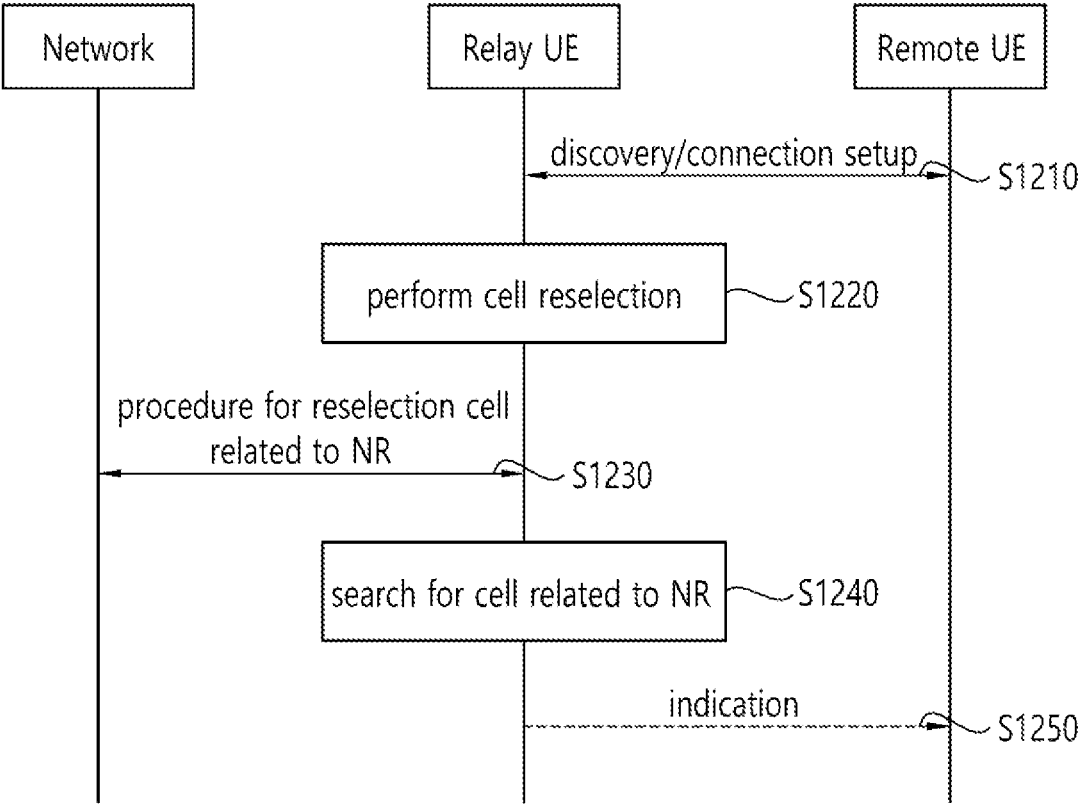 Network
Relay UE
Remote UE
discovery/connection setup
S1210
perform cell reselection
S1220
procedure for reselection cell
related to NR
S1230
search for cell related to NR
S1240
indication
S1250